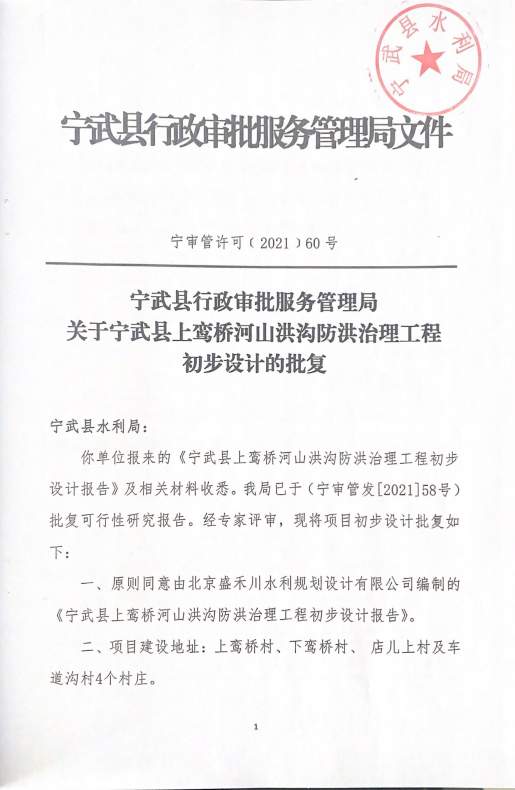 宁武县水利局
宁武县行政审批服务管理局文件
宁审管许可﹝2021﹞60号
宁武县行政审批服务管理局
关于宁武县上鸾桥河山洪沟防洪治理工程
初步设计的批复
宁武县水利局：
你单位报来的《宁武县上鸾桥河山洪沟防洪治理工程初步
设计报告》及相关材料收悉。我局已于（宁审管发[2021]58号）
批复可行性研究报告。经专家评审，现将项目初步设计批复如
下：
一、原则同意由北京盛禾川水利规划设计有限公司编制的
《宁武县上鸾桥河山洪沟防洪治理工程初步设计报告》。
二、项目建设地址：上鸾桥村、下鸾桥村、 店儿上村及车
道沟村4个村庄。
1